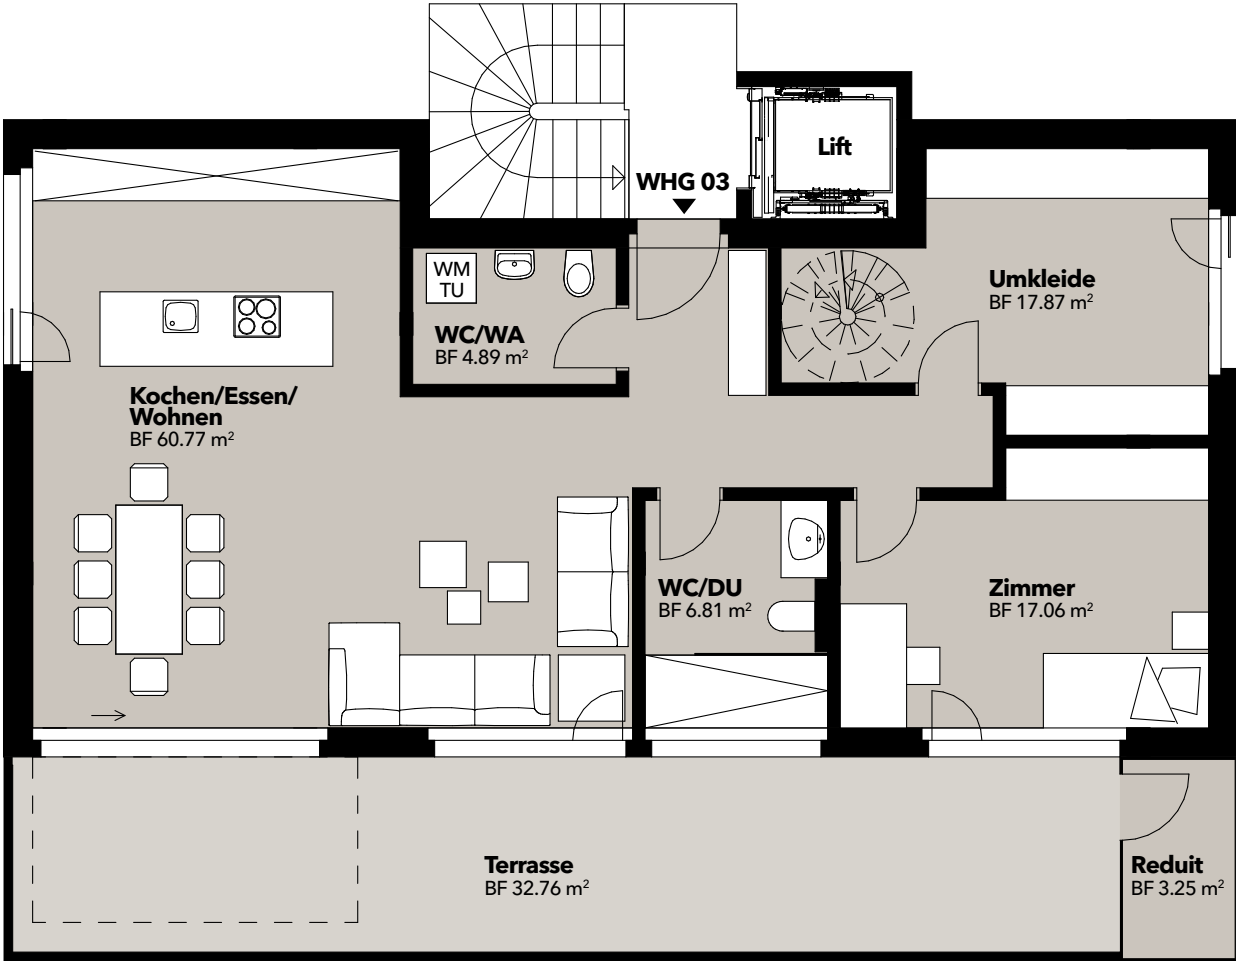 Lift
WHG 03
WM
TU
WC/WA
BF 4.89 m²
Umkleide
BF 17.87 m²
Kochen/Essen/
Wohnen
BF 60.77 m²
WC/DU
BF 6.81 m²
Zimmer
BF 17.06 m²
Terrasse
BF 32.76 m²
Reduit
BF 3.25 m²